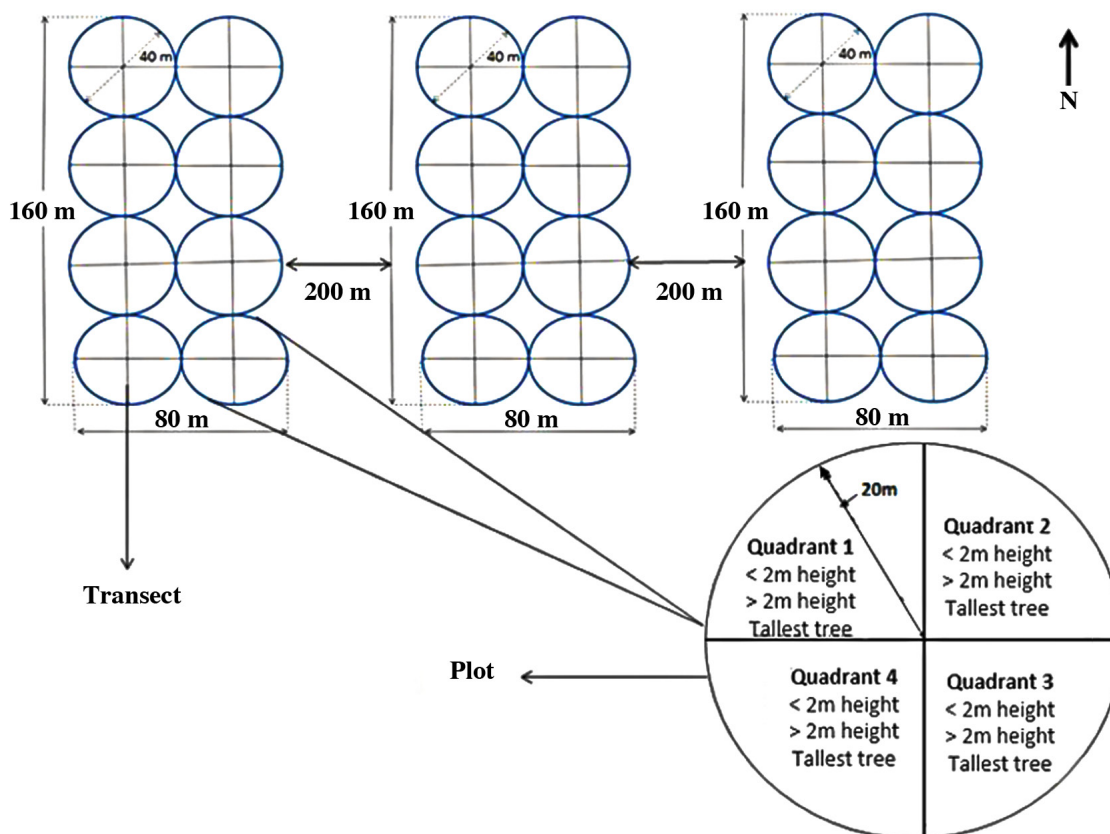 40 m
40 m
40 m
N
160 m
160 m
160 m
200 m
200 m
80 m
80 m
80 m
Transect
20m
Quadrant 1
< 2m height
> 2m height
Tallest tree
Quadrant 2
< 2m height
> 2m height
Tallest tree
Plot
Quadrant 4
< 2m height
> 2m height
Tallest tree
Quadrant 3
< 2m height
> 2m height
Tallest tree